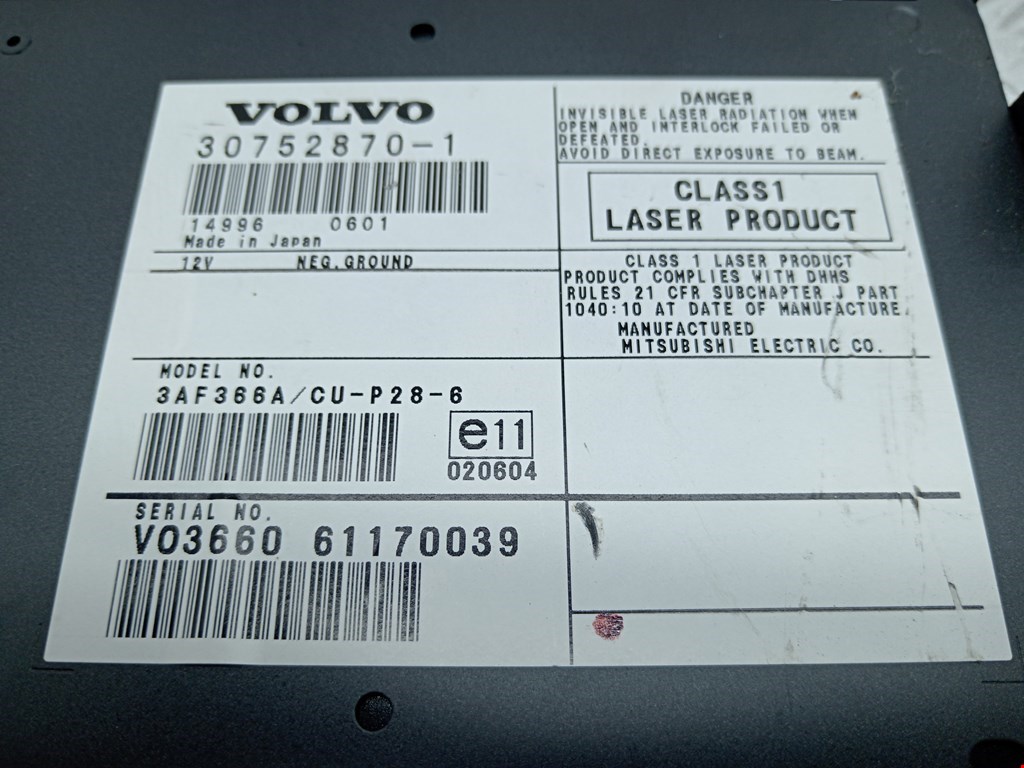 VOLVO
30752870-1
14996 0601
Made in Japan
12V NEG.GROUND
MODEL NO.
3AF366A/CU-P28-6
e11
020604
SERIAL NO.
VO3660 61170039
DANGER
INVISIBLE LASER RADIATION WHEN
OPEN AND INTERLOCK FAILED OR
DEFEATED.
AVOID DIRECT EXPOSURE TO BEAM.
CLASS1
LASER PRODUCT
CLASS 1 LASER PRODUCT
PRODUCT COMPLIES WITH DHHS
RULES 21 CFR SUBCHAPTER J PART
1040:10 AT DATE OF MANUFACTURE.
MANUFACTURED
MITSUBISHI ELECTRIC CO.